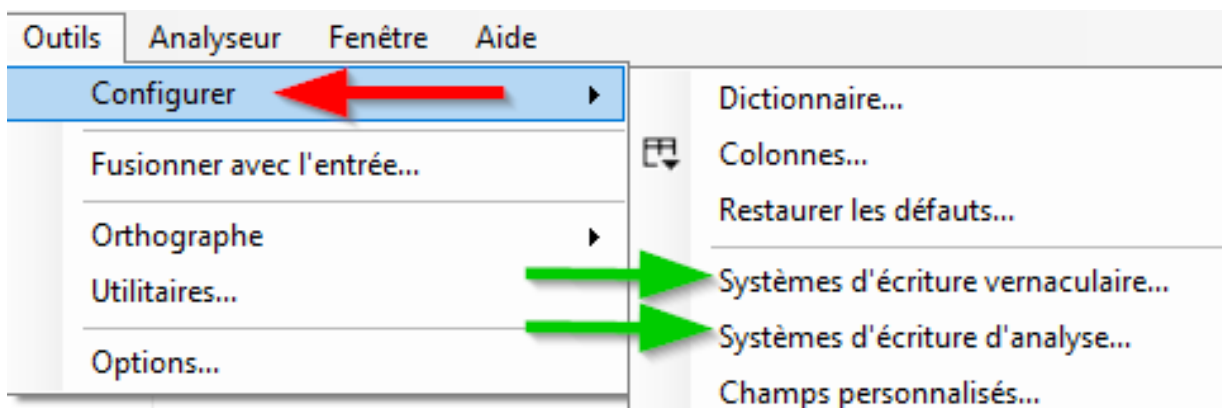 Outils Analyseur Fenêtre Aide
Configurer
Fusionner avec l'entrée...
Orthographe
Utilitaires...
Options...
Dictionnaire...
Colonnes...
Restaurer les défauts...
Systèmes d'écriture vernaculaire...
Systèmes d'écriture d'analyse...
Champs personnalisés...